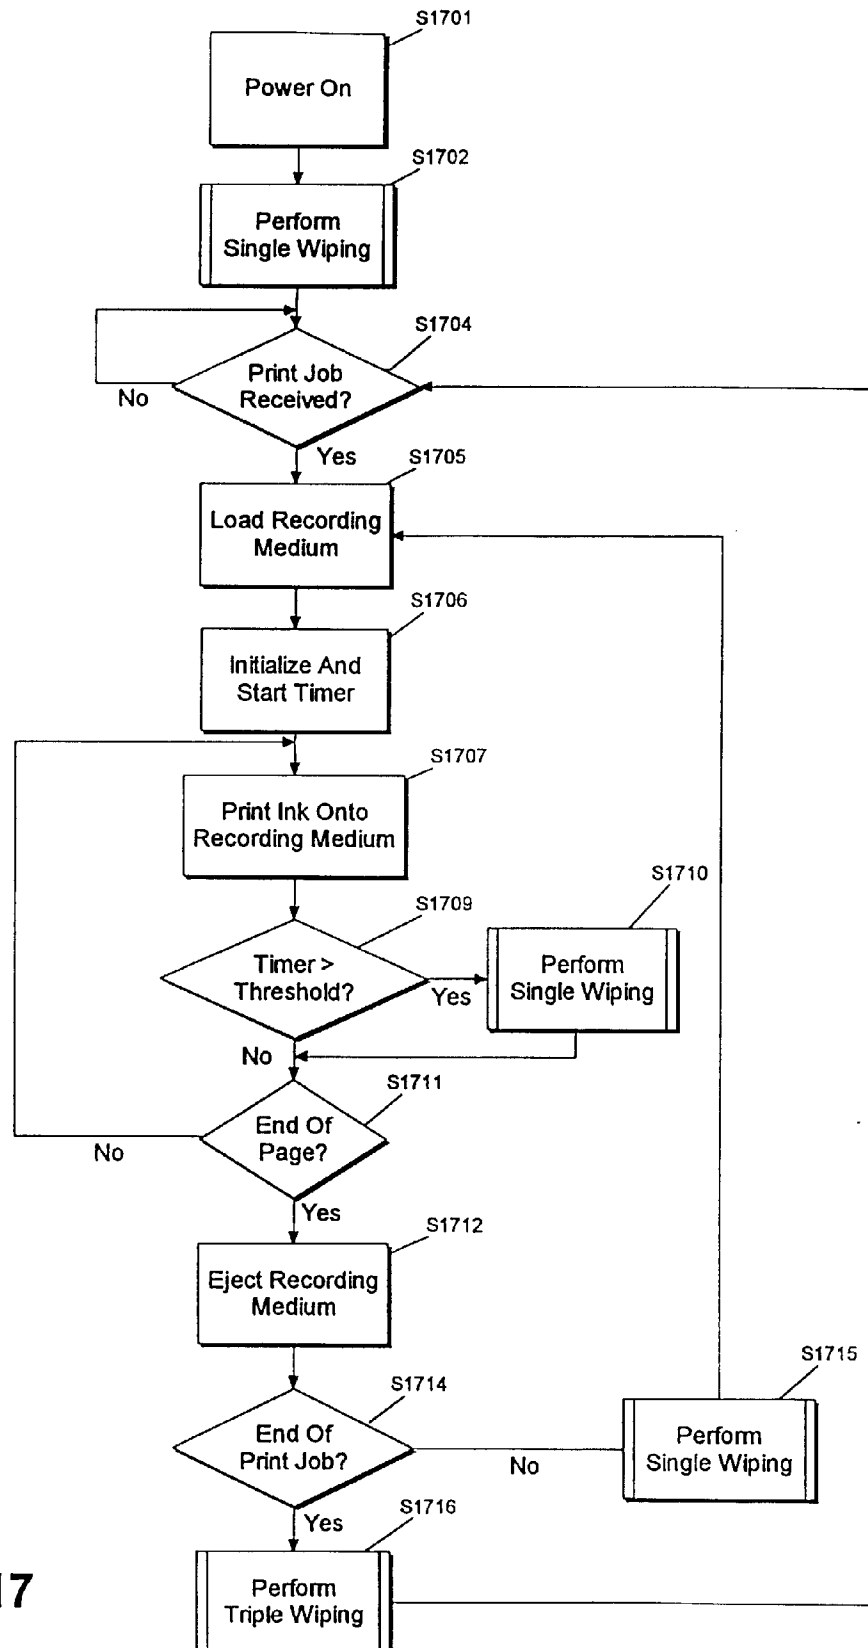 S1701
Power On
S1702
Perform
Single Wiping
S1704
Print Job
Received?
No
Yes
S1705
Load Recording
Medium
S1706
Initialize And
Start Timer
S1707
Print Ink Onto
Recording Medium
S1709
Timer >
Threshold?
Yes
S1710
Perform
Single Wiping
No
S1711
End Of
Page?
No
Yes
S1712
Eject Recording
Medium
S1714
End Of
Print Job?
No
S1715
Perform
Single Wiping
Yes
S1716
Perform
Triple Wiping
17